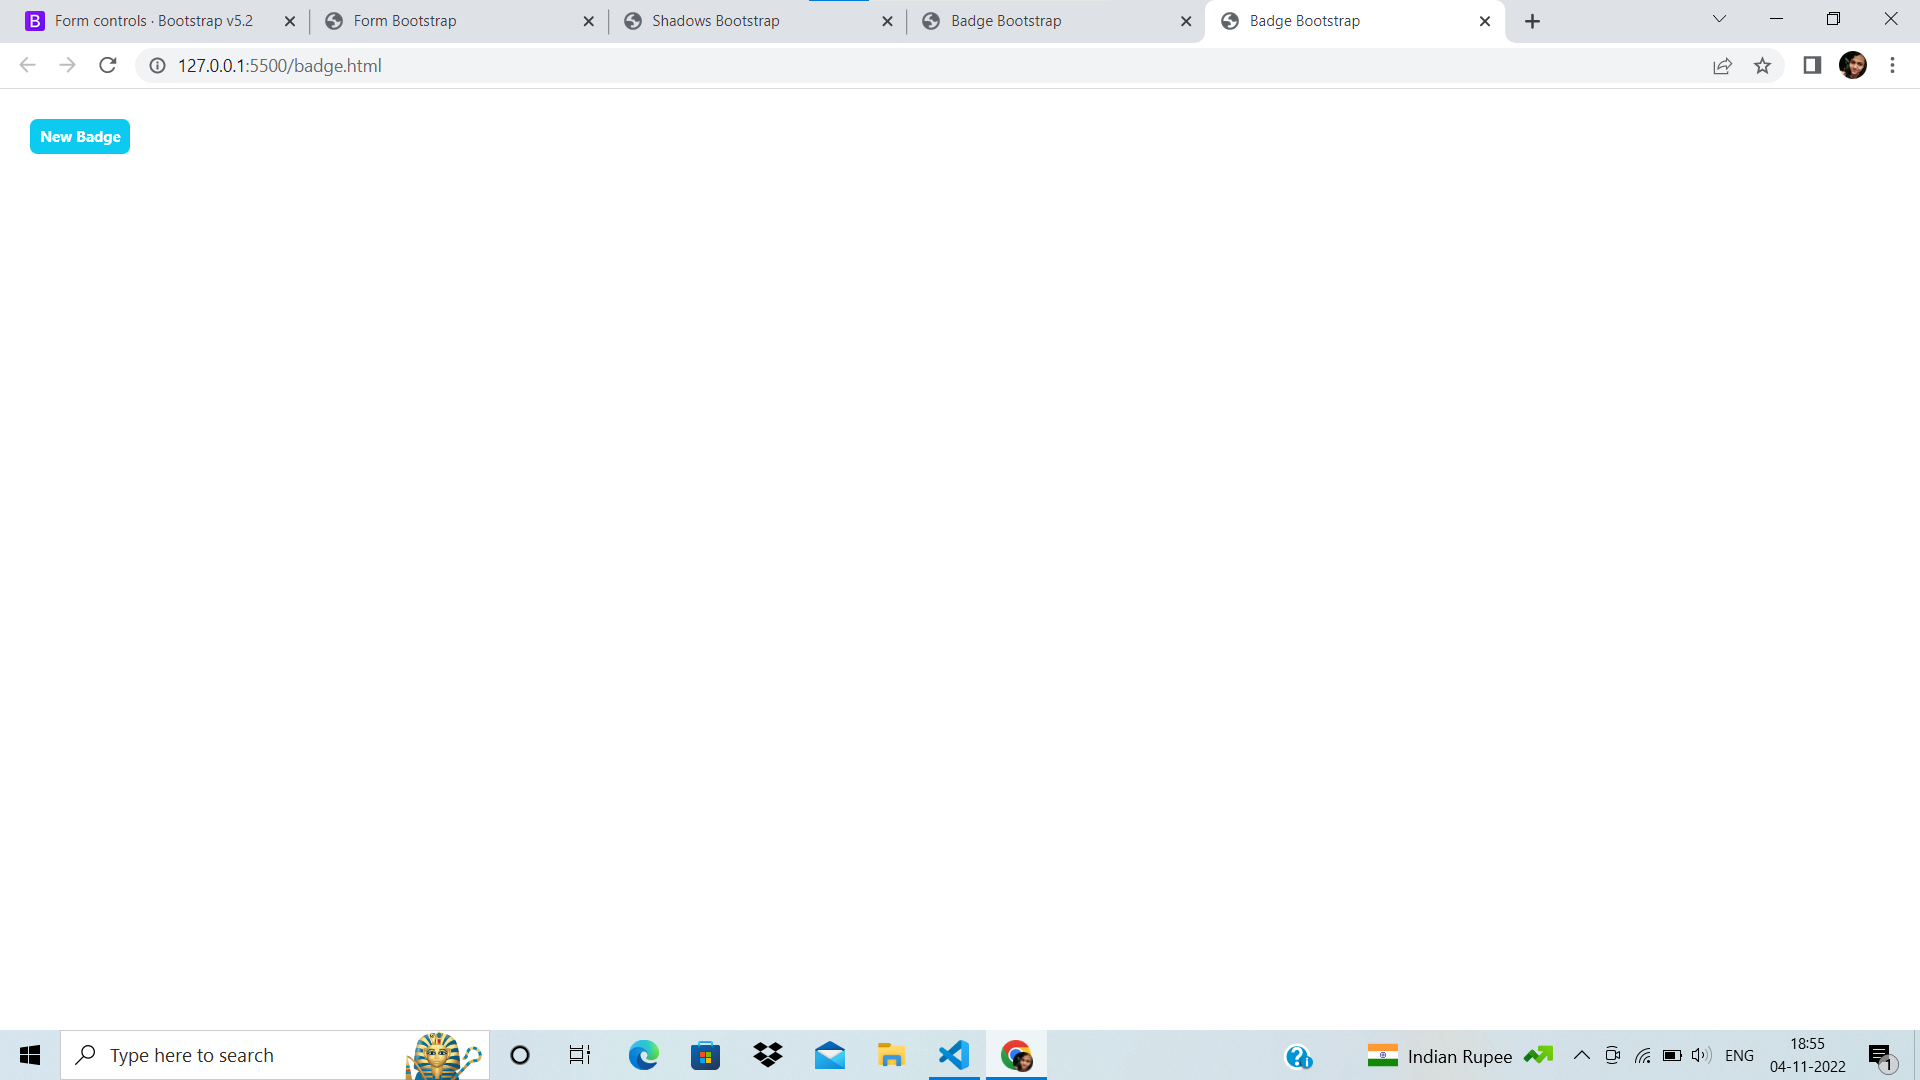 B Form controls · Bootstrap v5.2
Form Bootstrap
Shadows Bootstrap
Badge Bootstrap
Badge Bootstrap
127.0.0.1:5500/badge.html
New Badge
Type here to search
Indian Rupee
ENG
18:55
04-11-2022
1